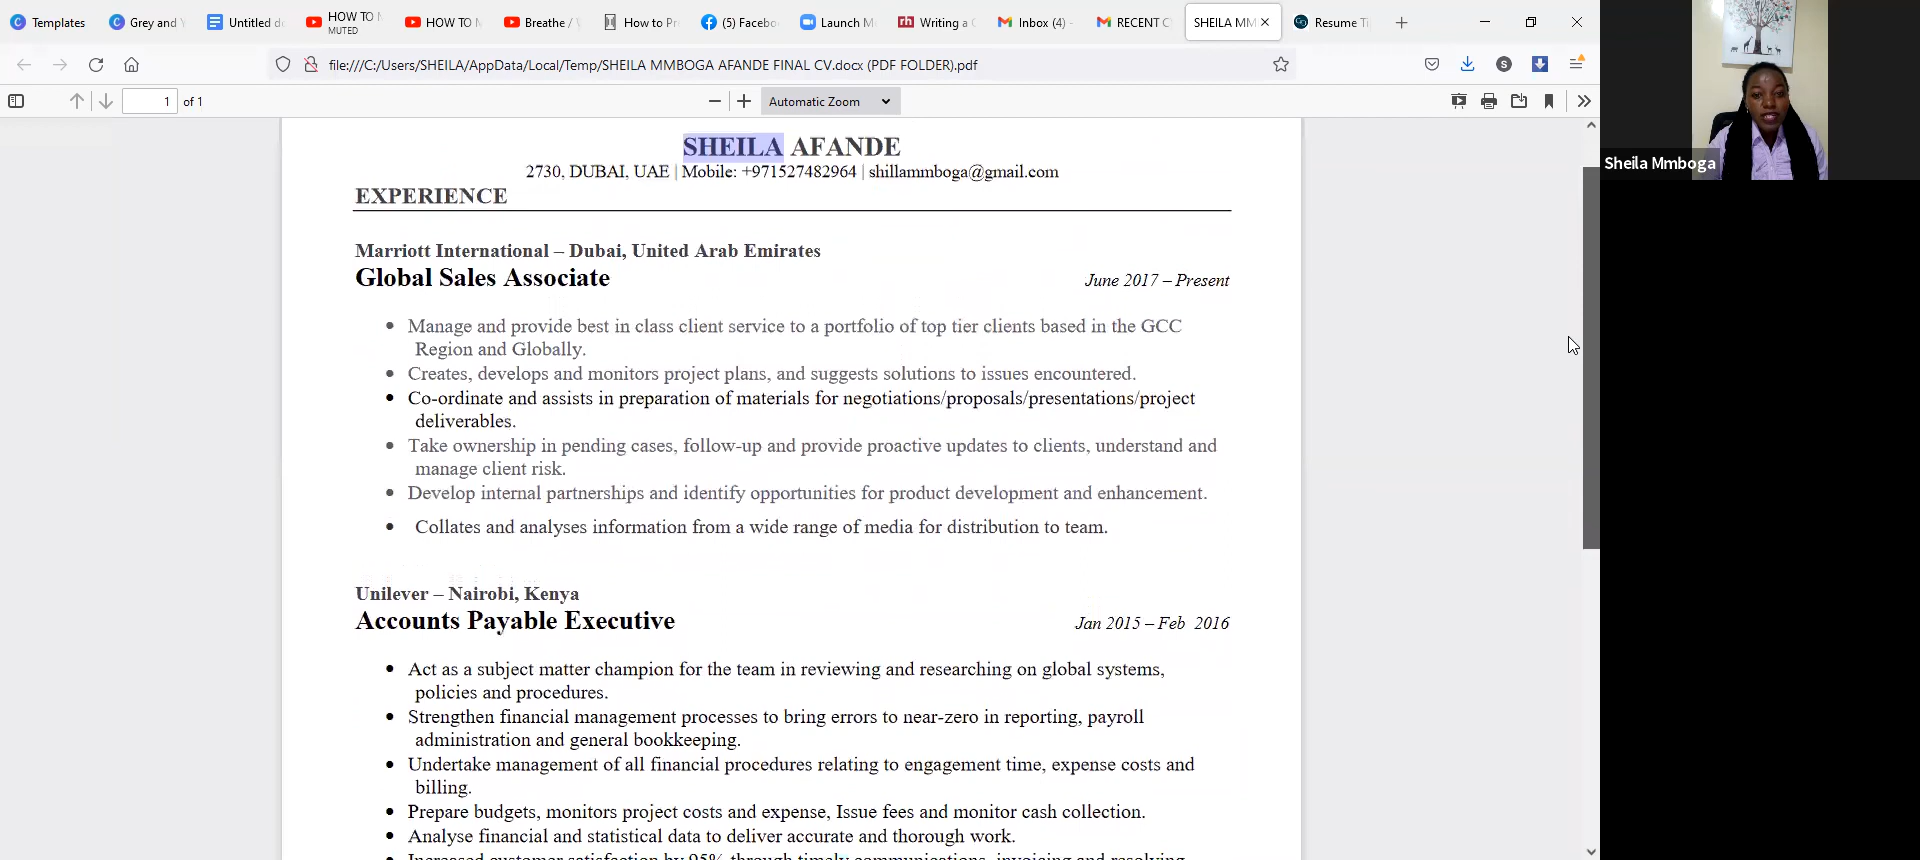 Templates
Grey and
Untitled d
HOW TO M
MUTED
HOW TO M
Breathe /
How to Pr
(5) Facebo
Launch M
Writing a C
Inbox (4) -
RECENT C
SHEILA MM
Resume Ti
file:///C:/Users/SHEILA/AppData/Local/Temp/SHEILA MMBOGA AFANDE FINAL CV.docx (PDF FOLDER).pdf
S
1 of 1
Automatic Zoom
Sheila Mmboga
SHEILA AFANDE
2730, DUBAI, UAE | Mobile: +971527482964 | shillammboga@gmail.com
EXPERIENCE
Marriott International – Dubai, United Arab Emirates
Global Sales Associate June 2017 – Present
• Manage and provide best in class client service to a portfolio of top tier clients based in the GCC
Region and Globally.
• Creates, develops and monitors project plans, and suggests solutions to issues encountered.
• Co-ordinate and assists in preparation of materials for negotiations/proposals/presentations/project
deliverables.
• Take ownership in pending cases, follow-up and provide proactive updates to clients, understand and
manage client risk.
• Develop internal partnerships and identify opportunities for product development and enhancement.
• Collates and analyses information from a wide range of media for distribution to team.
Unilever – Nairobi, Kenya
Accounts Payable Executive Jan 2015 – Feb 2016
• Act as a subject matter champion for the team in reviewing and researching on global systems,
policies and procedures.
• Strengthen financial management processes to bring errors to near-zero in reporting, payroll
administration and general bookkeeping.
• Undertake management of all financial procedures relating to engagement time, expense costs and
billing.
• Prepare budgets, monitors project costs and expense, Issue fees and monitor cash collection.
• Analyse financial and statistical data to deliver accurate and thorough work.
• Increased customer satisfaction by 95% through timely communications, invoicing and resolving